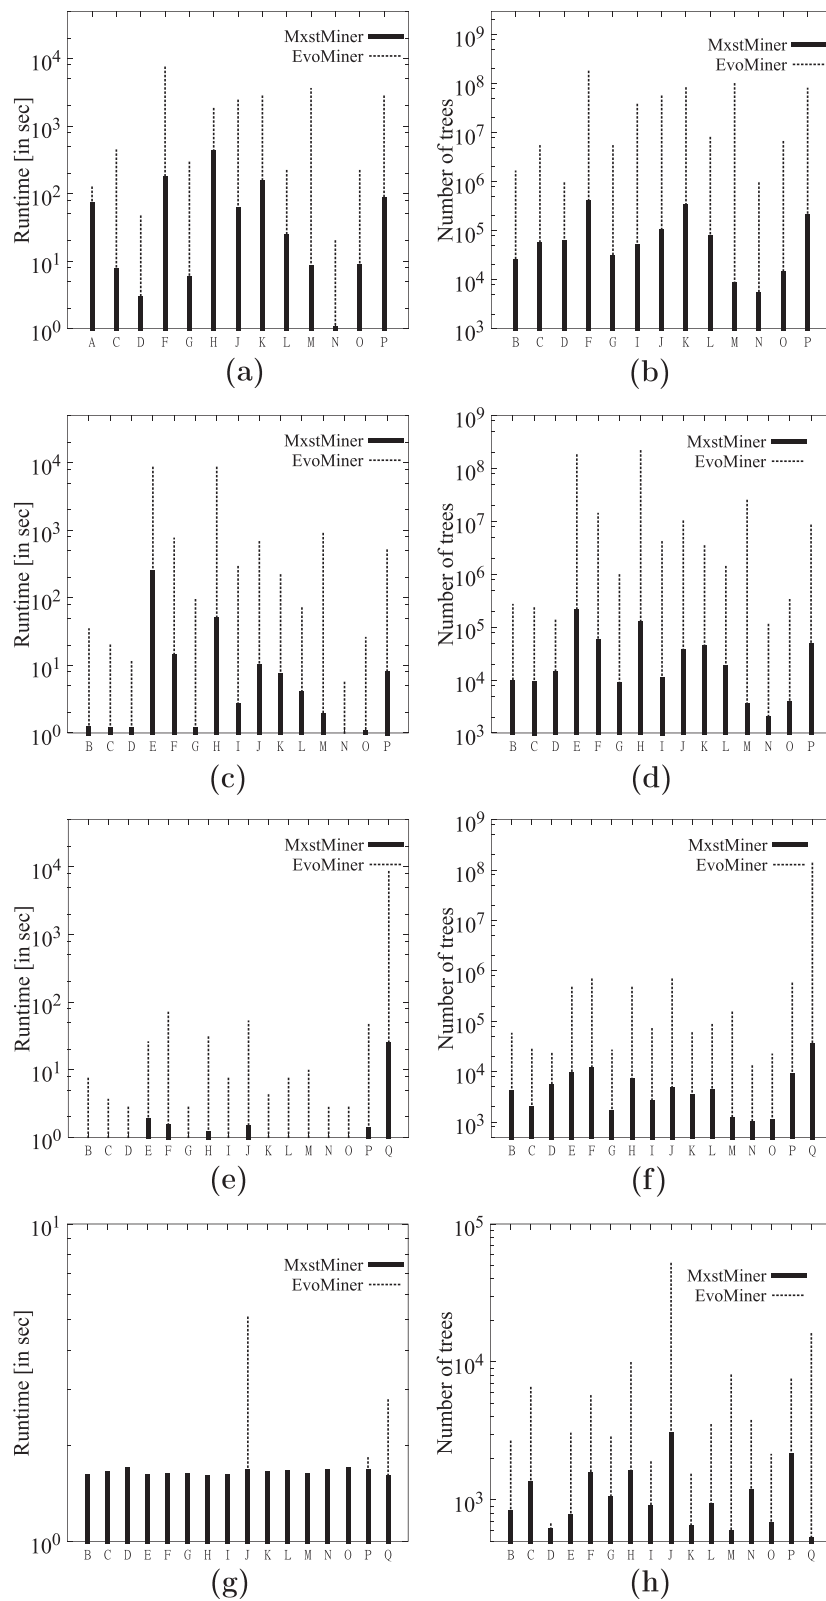 MxstMiner
EvoMiner
Runtime [in sec]
10^4
10^3
10^2
10^1
10^0
A C D F G H J K L M N O P
(a)
MxstMiner
EvoMiner
Number of trees
10^9
10^8
10^7
10^6
10^5
10^4
10^3
B C D F G I J K L M N O P
(b)
MxstMiner
EvoMiner
Runtime [in sec]
10^4
10^3
10^2
10^1
10^0
B C D E F G H I J K L M N O P
(c)
MxstMiner
EvoMiner
Number of trees
10^9
10^8
10^7
10^6
10^5
10^4
10^3
B C D E F G H I J K L M N O P
(d)
MxstMiner
EvoMiner
Runtime [in sec]
10^4
10^3
10^2
10^1
10^0
B C D E F G H I J K L M N O P Q
(e)
MxstMiner
EvoMiner
Number of trees
10^9
10^8
10^7
10^6
10^5
10^4
10^3
B C D E F G H I J K L M N O P Q
(f)
MxstMiner
EvoMiner
Runtime [in sec]
10^1
10^0
B C D E F G H I J K L M N O P Q
(g)
MxstMiner
EvoMiner
Number of trees
10^5
10^4
10^3
B C D E F G H I J K L M N O P Q
(h)